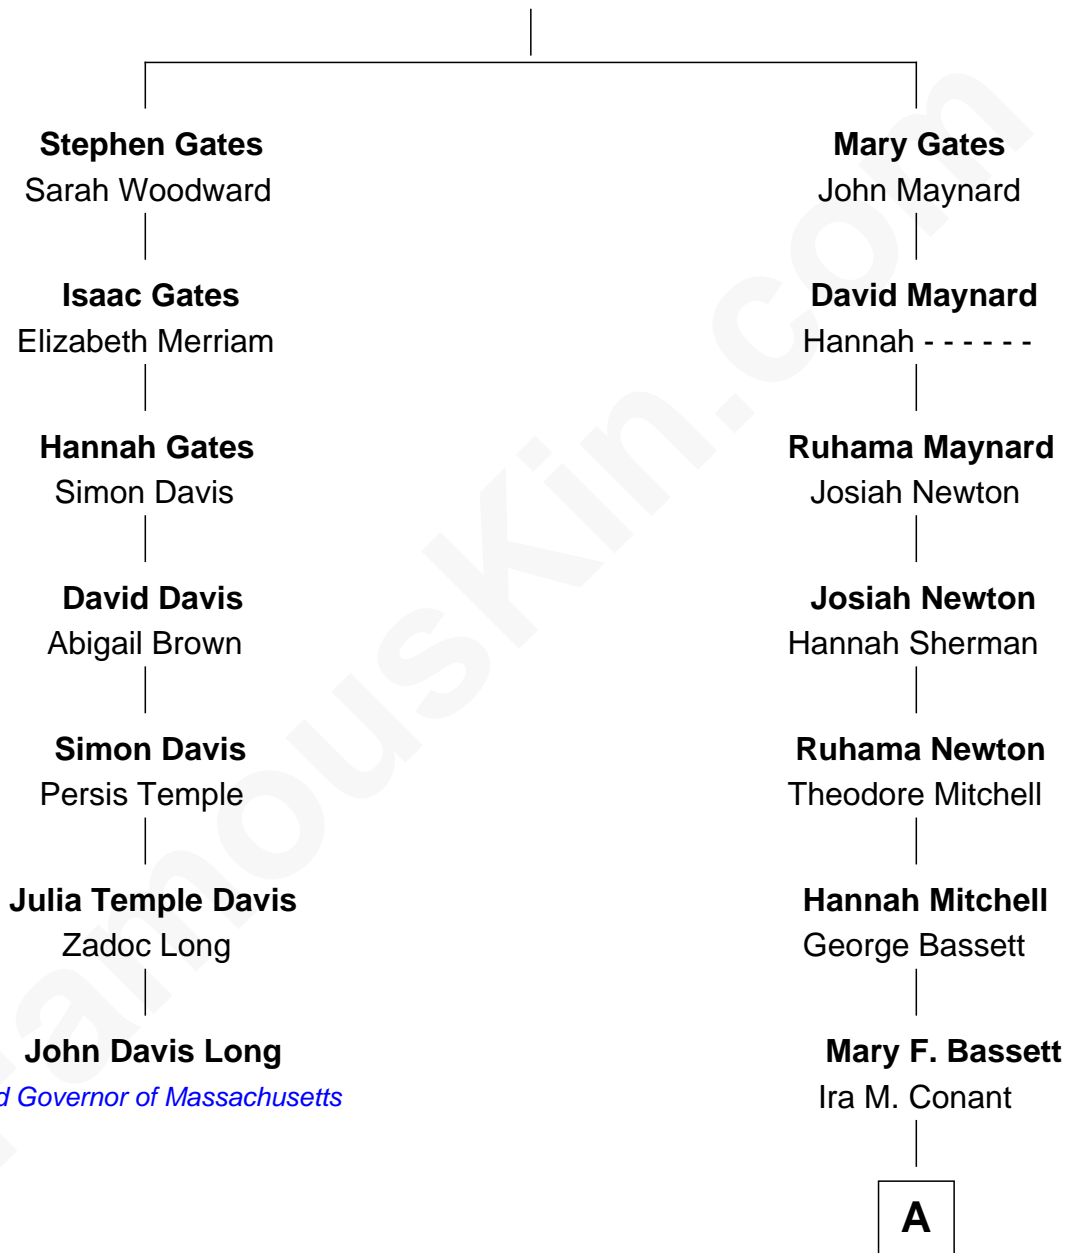 Stephen Gates
Sarah Woodward
Isaac Gates
Elizabeth Merriam
Hannah Gates
Simon Davis
David Davis
Abigail Brown
Simon Davis
Persis Temple
Julia Temple Davis
Zadoc Long
John Davis Long
Governor of Massachusetts
Mary Gates
John Maynard
David Maynard
Hannah - - - - - -
Ruhama Maynard
Josiah Newton
Josiah Newton
Hannah Sherman
Ruhama Newton
Theodore Mitchell
Hannah Mitchell
George Bassett
Mary F. Bassett
Ira M. Conant
A
FamousKin.com